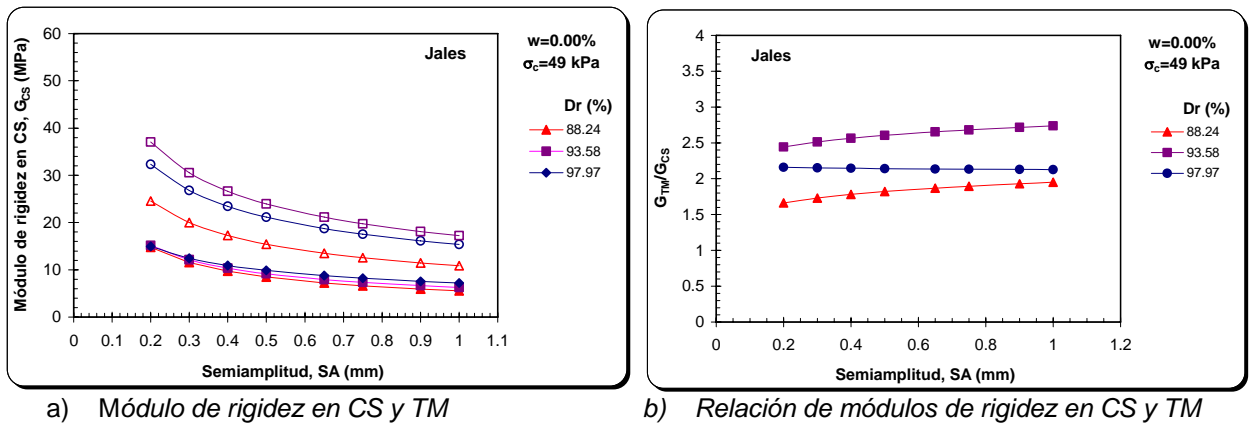 Jales
w=0.00%
σc=49 kPa
Dr (%)
88.24
93.58
97.97
Módulo de rigidez en CS, GCS (MPa)
60
50
40
30
20
10
0
0 0.1 0.2 0.3 0.4 0.5 0.6 0.7 0.8 0.9 1 1.1
Semiamplitud, SA (mm)
a) Módulo de rigidez en CS y TM
Jales
w=0.00%
σc=49 kPa
Dr (%)
88.24
93.58
97.97
GTM/GCS
4
3.5
3
2.5
2
1.5
1
0.5
0
0 0.2 0.4 0.6 0.8 1 1.2
Semiamplitud, SA (mm)
b) Relación de módulos de rigidez en CS y TM